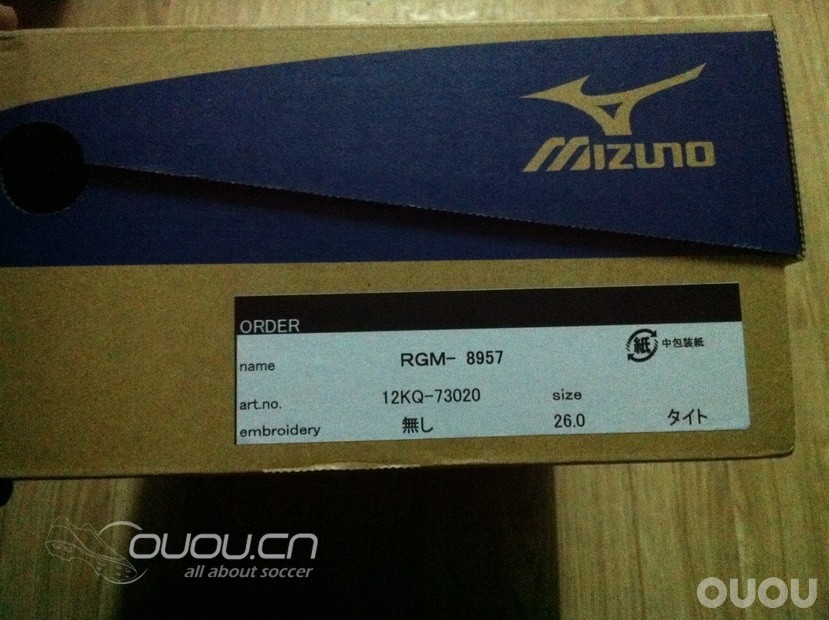 MIZUNO
ORDER
name RGM- 8957 紙 中包装紙
art.no. 12KQ-73020 size
embroidery 無し 26.0 タイト
OUOU.CN
all about soccer
OUOU